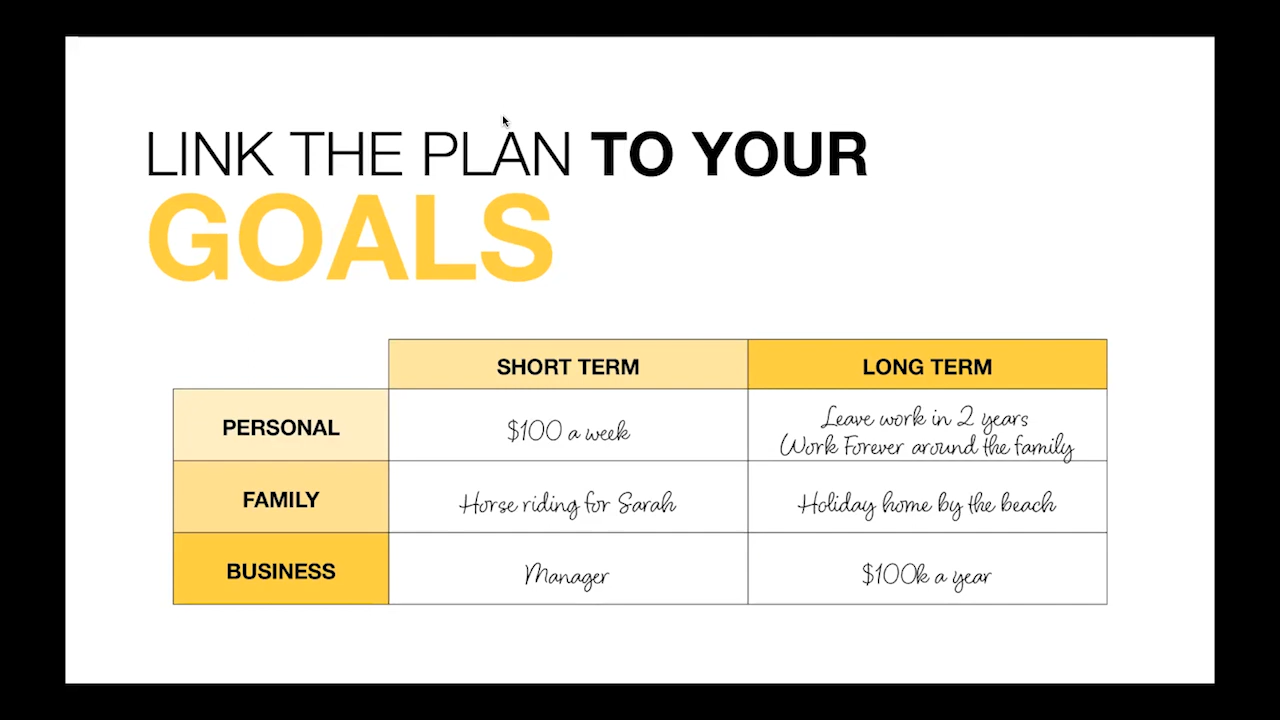 LINK THE PLAN TO YOUR
GOALS
SHORT TERM
LONG TERM
PERSONAL
$100 a week
Leave work in 2 years
Work Forever around the family
FAMILY
Horse riding for Sarah
Holiday home by the beach
BUSINESS
Manager
$100k a year